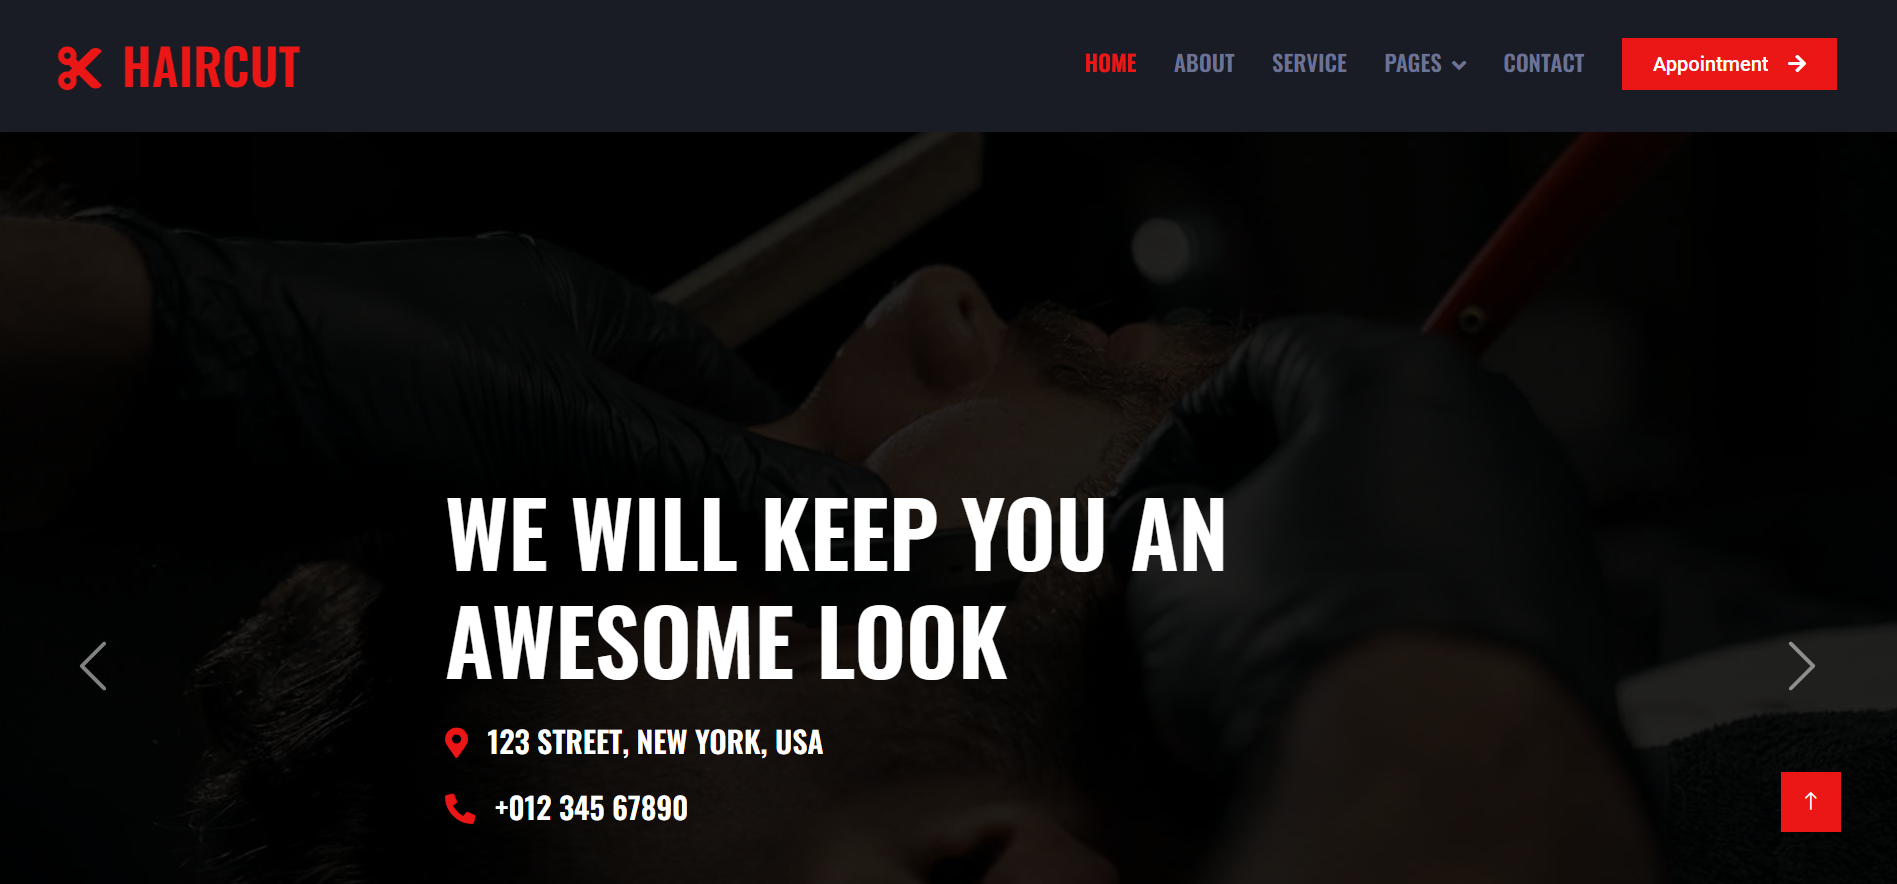 HAIRCUT
HOME ABOUT SERVICE PAGES CONTACT Appointment
WE WILL KEEP YOU AN
AWESOME LOOK
123 STREET, NEW YORK, USA
+012 345 67890